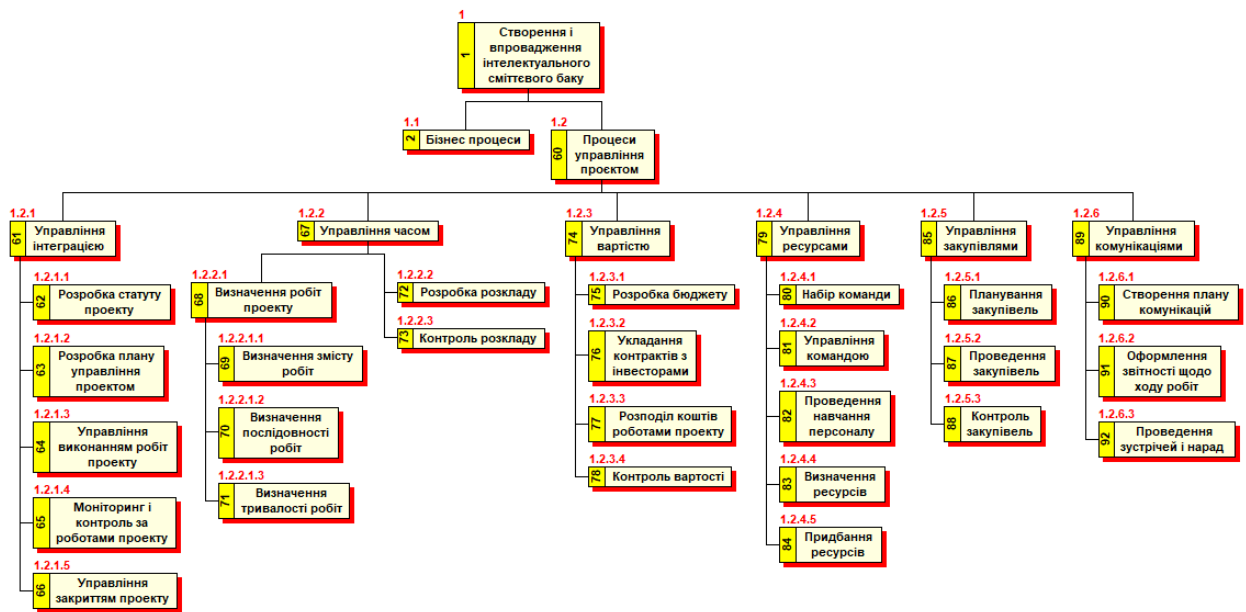 1
1
Створення і
впровадження
інтелектуального
сміттєвого баку
1.1
2
Бізнес процеси
1.2
60
Процеси
управління
проєктом
1.2.1
61
Управління
інтеграцією
1.2.1.1
62
Розробка статуту
проекту
1.2.1.2
63
Розробка плану
управління
проектом
1.2.1.3
64
Управління
виконанням робіт
проекту
1.2.1.4
65
Моніторинг і
контроль за
роботами проекту
1.2.1.5
66
Управління
закриттям проекту
1.2.2
67
Управління часом
1.2.2.1
68
Визначення робіт
проекту
1.2.2.1.1
69
Визначення змісту
робіт
1.2.2.1.2
70
Визначення
послідовності
робіт
1.2.2.1.3
71
Визначення
тривалості робіт
1.2.2.2
72
Розробка розкладу
1.2.2.3
73
Контроль розкладу
1.2.3
74
Управління
вартістю
1.2.3.1
75
Розробка бюджету
1.2.3.2
76
Укладання
контрактів з
інвесторами
1.2.3.3
77
Розподіл коштів
роботами проекту
1.2.3.4
78
Контроль вартості
1.2.4
79
Управління
ресурсами
1.2.4.1
80
Набір команди
1.2.4.2
81
Управління
командою
1.2.4.3
82
Проведення
навчання
персоналу
1.2.4.4
83
Визначення
ресурсів
1.2.4.5
84
Придбання
ресурсів
1.2.5
85
Управління
закупівлями
1.2.5.1
86
Планування
закупівель
1.2.5.2
87
Проведення
закупівель
1.2.5.3
88
Контроль
закупівель
1.2.6
89
Управління
комунікаціями
1.2.6.1
90
Створення плану
комунікацій
1.2.6.2
91
Оформлення
звітності щодо
ходу робіт
1.2.6.3
92
Проведення
зустрічей і нарад